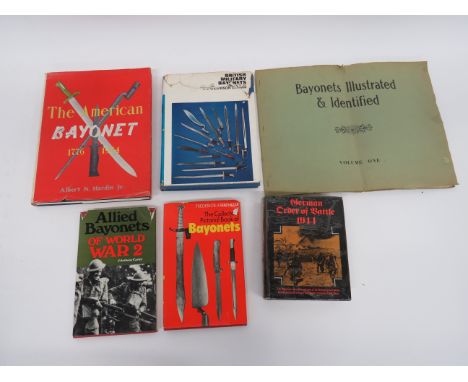 The American
BAYONET
1776
Albert N. Hardin Jr.
BRITISH
MILITARY
BAYONETS
Bayonets Illustrated
& Identified
VOLUME ONE
Allied
Bayonets
OF WORLD
WAR 2
The Collector's
Pictorial Book of
Bayonets
German
Order of Battle
1944